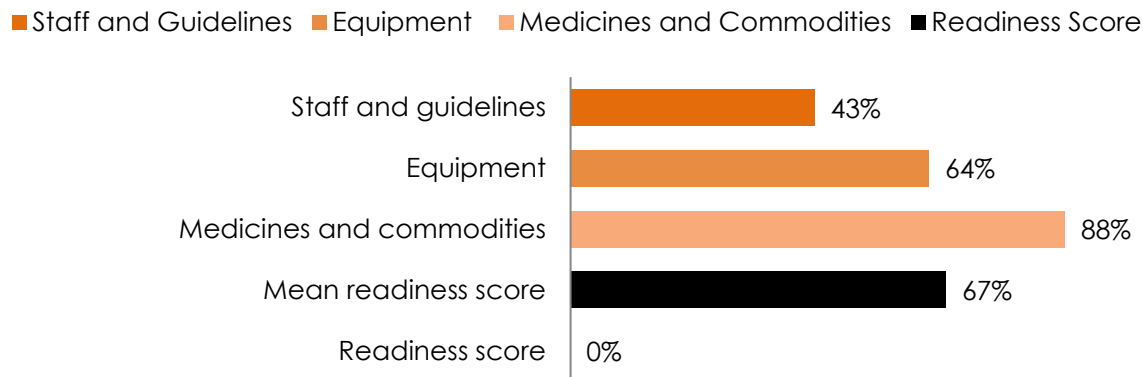 Staff and Guidelines Equipment Medicines and Commodities Readiness Score
Staff and guidelines 43%
Equipment 64%
Medicines and commodities 88%
Mean readiness score 67%
Readiness score 0%